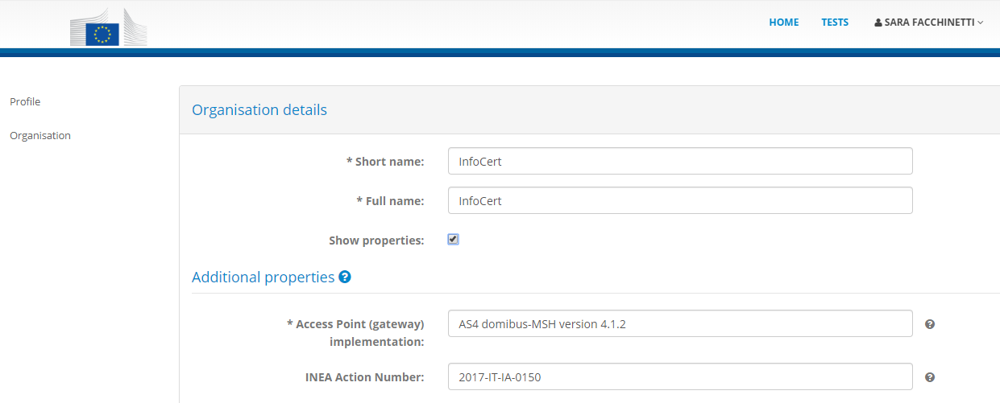 HOME TESTS SARA FACCHINETTI
Profile
Organisation
Organisation details
* Short name: InfoCert
* Full name: InfoCert
Show properties:
Additional properties ?
* Access Point (gateway) implementation: AS4 domibus-MSH version 4.1.2 ?
INEA Action Number: 2017-IT-IA-0150 ?